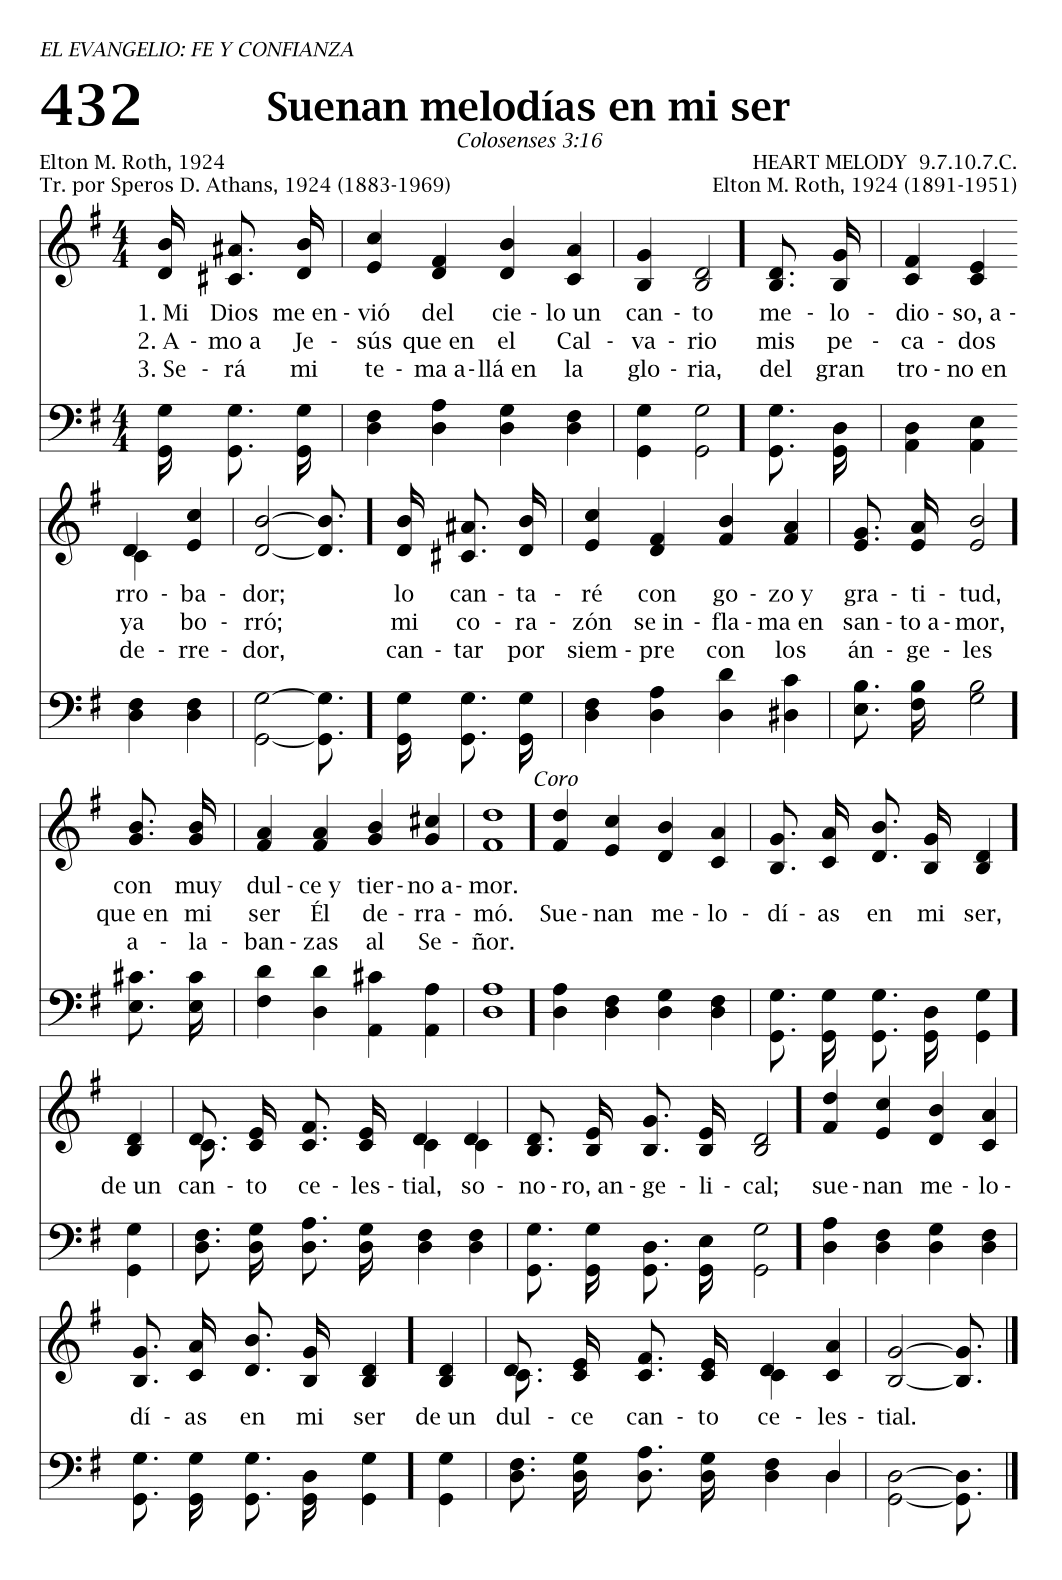 EL EVANGELIO: FE Y CONFIANZA
432 Suenan melodías en mi ser
Colosenses 3:16
Elton M. Roth, 1924 HEART MELODY 9.7.10.7.C.
Tr. por Speros D. Athans, 1924 (1883-1969) Elton M. Roth, 1924 (1891-1951)
4 4
1. Mi Dios me en - vió del cie - lo un can - to me - lo - dio - so, a -
2. A - mo a Je - sús que en el Cal - va - rio mis pe - ca - dos
3. Se - rá mi te - ma a - llá en la glo - ria, del gran tro - no en
4 4
rro - ba - dor; lo can - ta - ré con go - zo y gra - ti - tud,
ya bo - rró; mi co - ra - zón se in - fla - ma en san - to a - mor,
de - rre - dor, can - tar por siem - pre con los án - ge - les
Coro
con muy dul - ce y tier - no a - mor.
que en mi ser Él de - rra - mó. Sue - nan me - lo - dí - as en mi ser,
a - la - ban - zas al Se - ñor.
de un can - to ce - les - tial, so - no - ro, an - ge - li - cal; sue - nan me - lo -
dí - as en mi ser de un dul - ce can - to ce - les - tial.